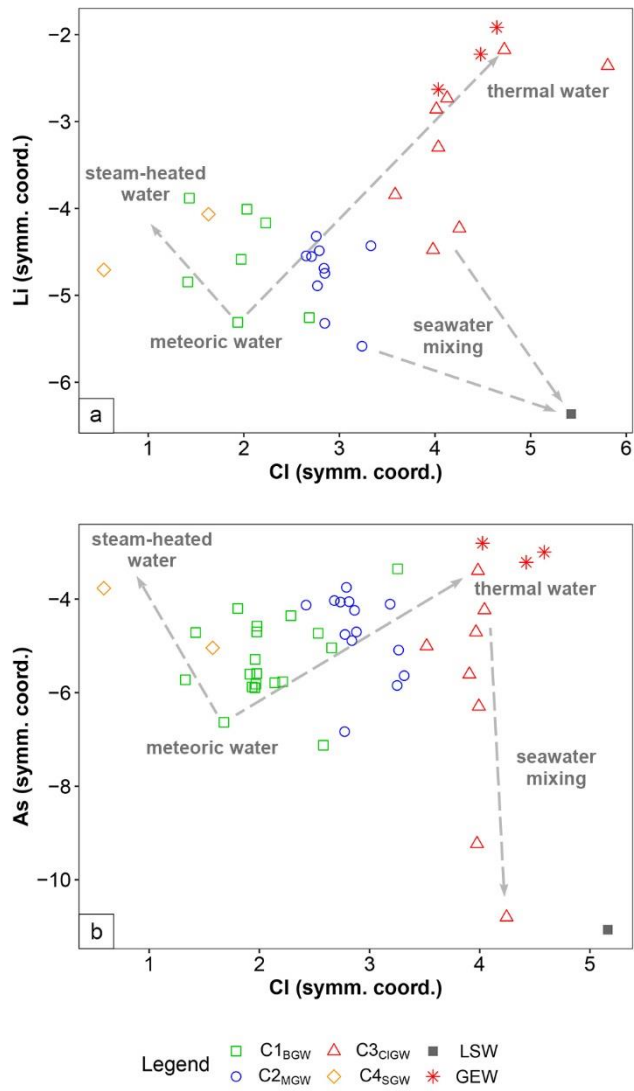 −2
−3
−4
−5
−6
Li (symm. coord.)
thermal water
steam-heated
water
meteoric water
seawater
mixing
a
1 2 3 4 5 6
Cl (symm. coord.)
−4
−6
−8
−10
As (symm. coord.)
steam-heated
water
thermal water
meteoric water
seawater
mixing
b
1 2 3 4 5
Cl (symm. coord.)
Legend
C1BGW C3ClGW LSW
C2MGW C4SGW GEW